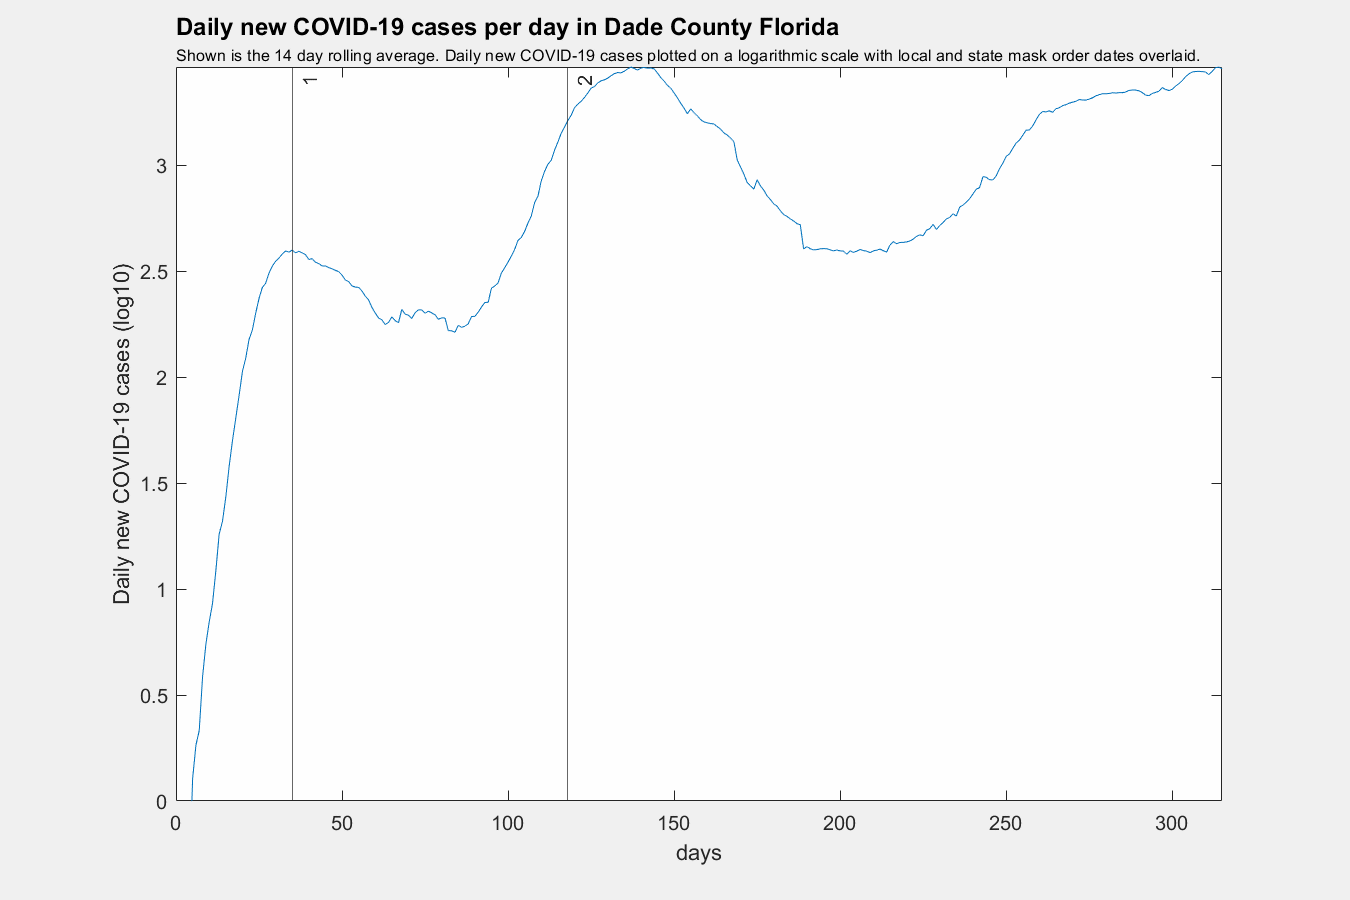 Daily new COVID-19 cases per day in Dade County Florida
Shown is the 14 day rolling average. Daily new COVID-19 cases plotted on a logarithmic scale with local and state mask order dates overlaid.
1
2
Daily new COVID-19 cases (log10)
3
2.5
2
1.5
1
0.5
0
0 50 100 150 200 250 300
days